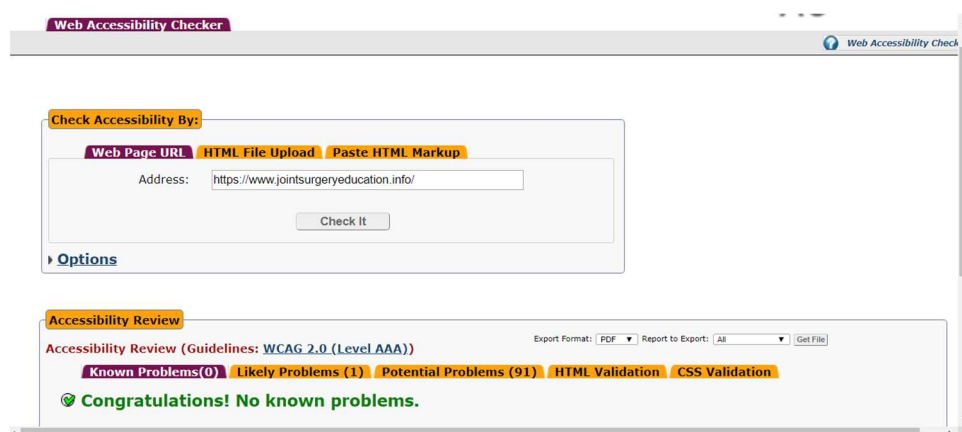 Web Accessibility Checker
Web Accessibility Check
Check Accessibility By:
Web Page URL HTML File Upload Paste HTML Markup
Address: https://www.jointsurgeryeducation.info/
Check It
Options
Accessibility Review
Export Format: PDF Report to Export: All Get File
Accessibility Review (Guidelines: WCAG 2.0 (Level AAA))
Known Problems(0) Likely Problems (1) Potential Problems (91) HTML Validation CSS Validation
Congratulations! No known problems.